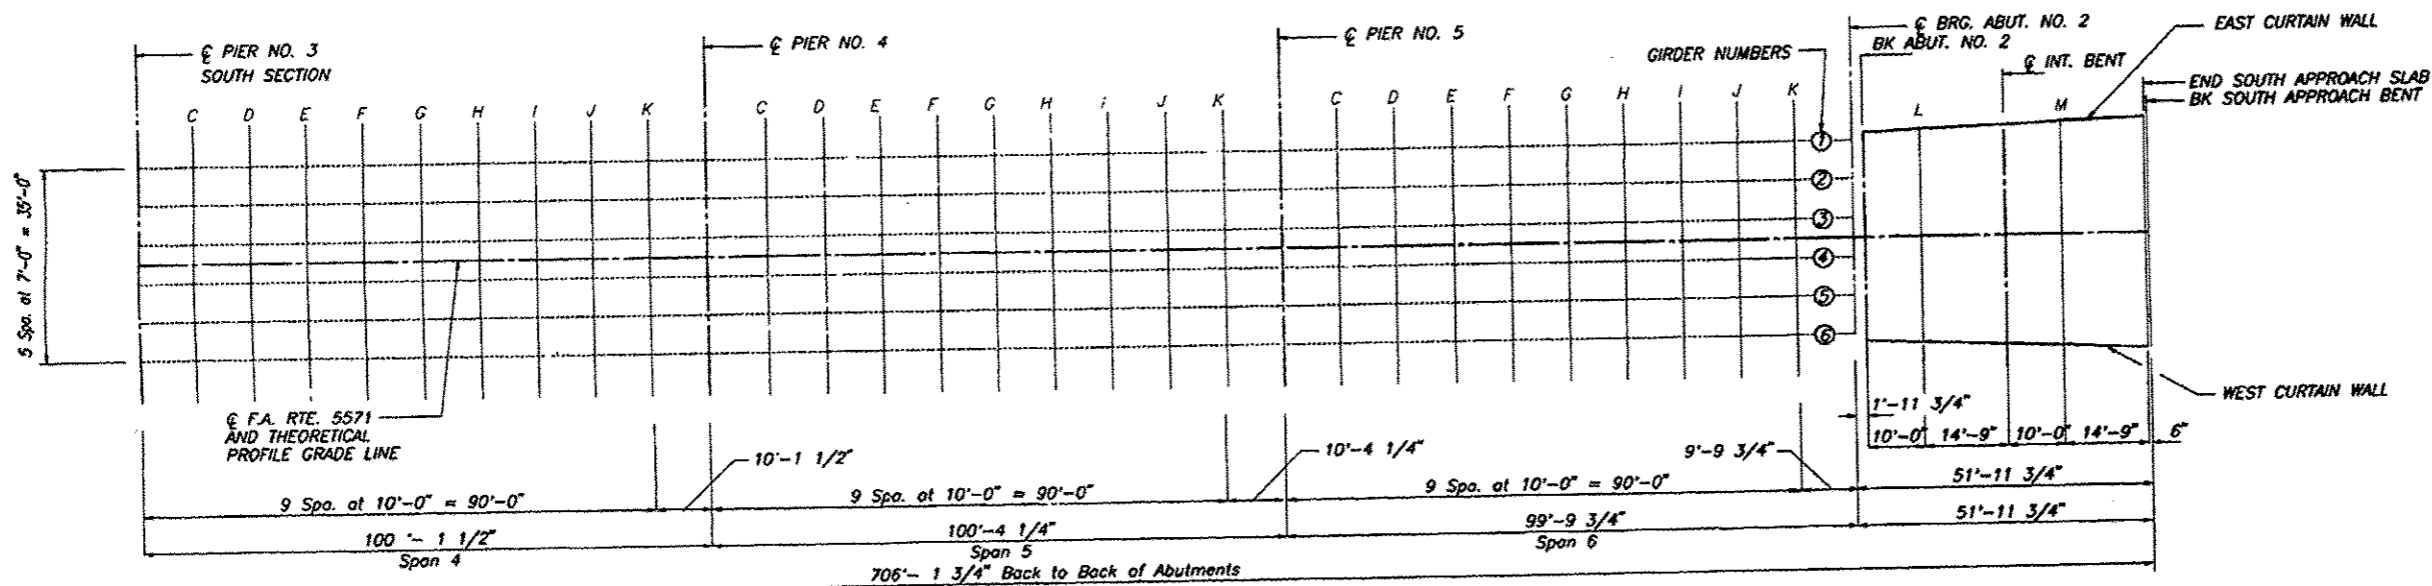 ℄ PIER NO. 3
SOUTH SECTION
℄ PIER NO. 4
℄ PIER NO. 5
GIRDER NUMBERS
℄ BRG. ABUT. NO. 2
BK ABUT. NO. 2
℄ INT. BENT
EAST CURTAIN WALL
END SOUTH APPROACH SLAB
BK SOUTH APPROACH BENT
C D E F G H I J K
C D E F G H I J K
C D E F G H I J K
L M
1
2
3
4
5
6
5 Spa. at 7'-0" = 35'-0"
℄ F.A. RTE. 5571
AND THEORETICAL
PROFILE GRADE LINE
WEST CURTAIN WALL
1'-11 3/4"
10'-0" 14'-9" 10'-0" 14'-9" 6"
10'-1 1/2"
10'-4 1/4"
9'-9 3/4"
9 Spa. at 10'-0" = 90'-0"
9 Spa. at 10'-0" = 90'-0"
9 Spa. at 10'-0" = 90'-0"
51'-11 3/4"
100 '- 1 1/2"
Span 4
100'-4 1/4"
Span 5
99'-9 3/4"
Span 6
51'-11 3/4"
706'- 1 3/4" Back to Back of Abutments